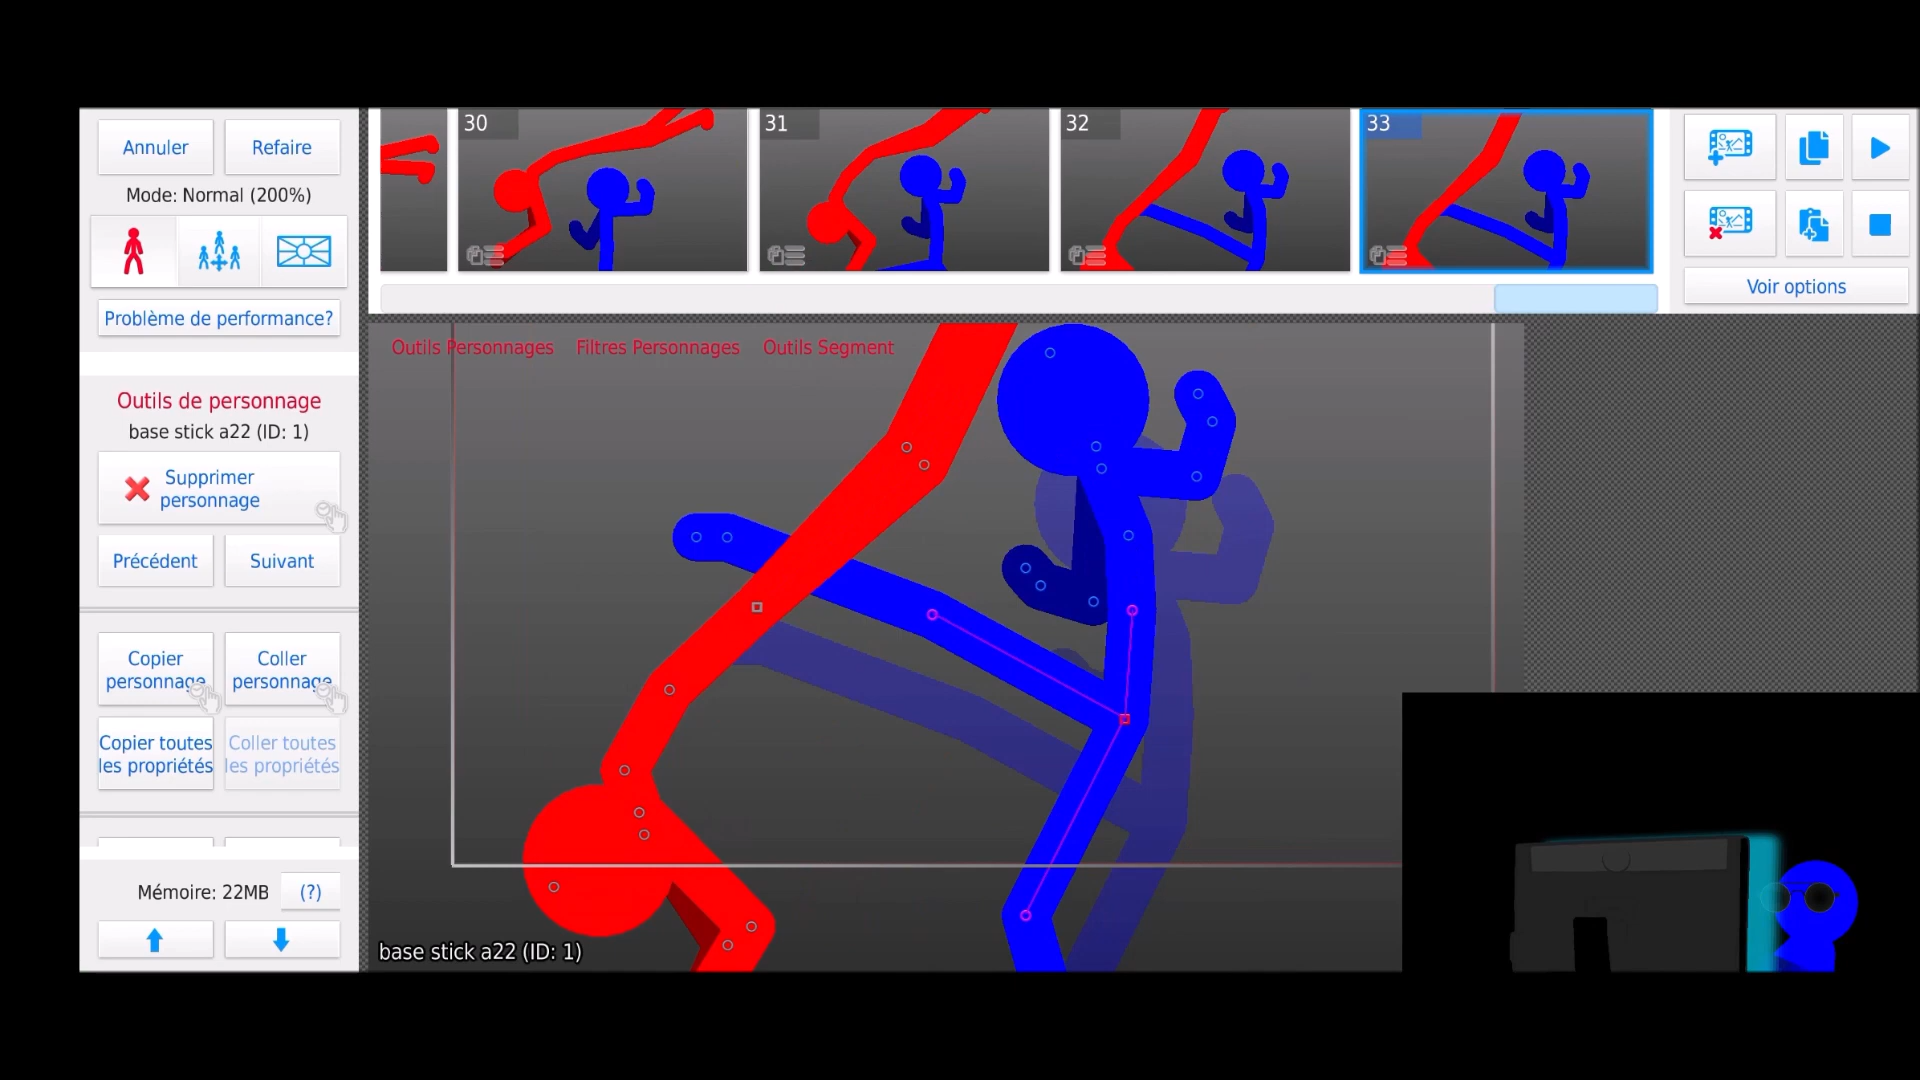 Annuler
Refaire
Mode: Normal (200%)
Problème de performance?
Outils de personnage
base stick a22 (ID: 1)
Supprimer
personnage
Précédent
Suivant
Copier
personnage
Coller
personnage
Copier toutes
les propriétés
Coller toutes
les propriétés
Mémoire: 22MB
(?)
30
31
32
33
Voir options
Outils Personnages
Filtres Personnages
Outils Segment
base stick a22 (ID: 1)